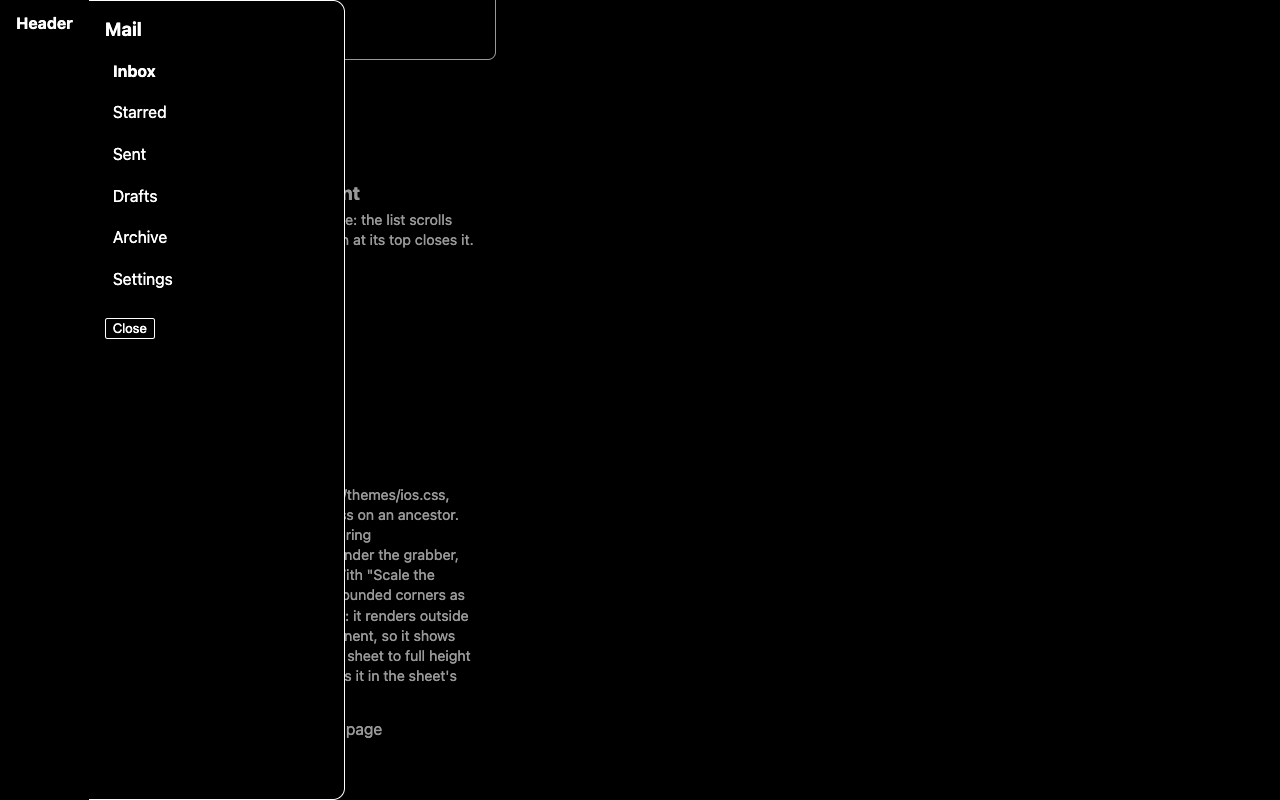 Header
Mail
Inbox
Starred
Sent
Drafts
Archive
Settings
Close
e: the list scrolls
at its top closes it.
/themes/ios.css,
on an ancestor.
ring
nder the grabber,
"Scale the
ounded corners as
: it renders outside
nent, so it shows
sheet to full height
it in the sheet's
page